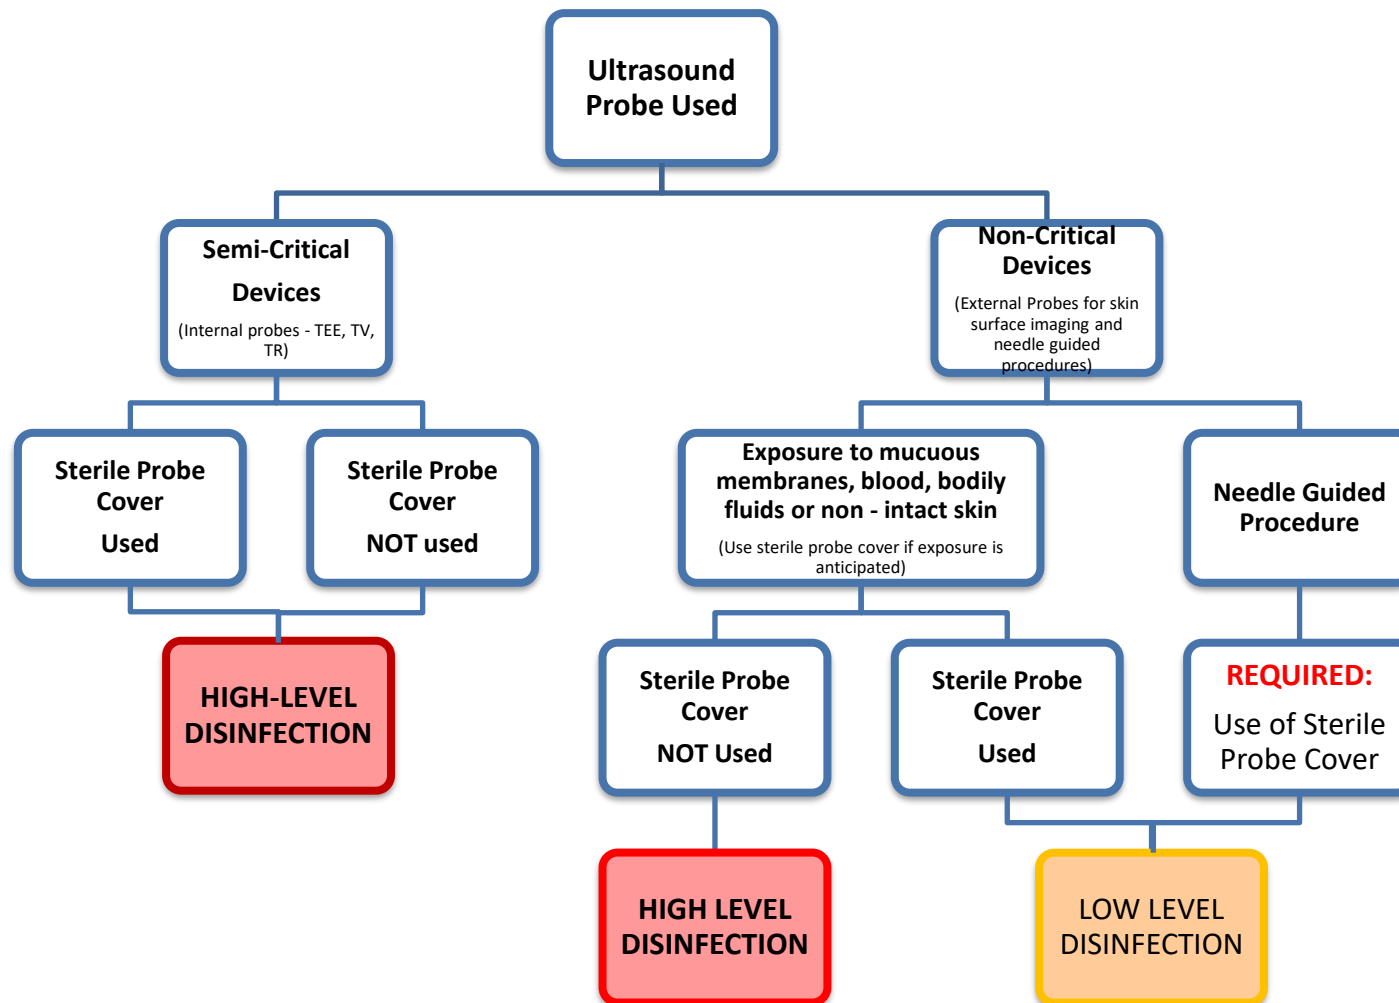 Ultrasound
Probe Used
Semi-Critical
Devices
(Internal probes - TEE, TV,
TR)
Non-Critical
Devices
(External Probes for skin
surface imaging and
needle guided
procedures)
Sterile Probe
Cover
Used
Sterile Probe
Cover
NOT used
Exposure to mucuous
membranes, blood, bodily
fluids or non - intact skin
(Use sterile probe cover if exposure is
anticipated)
Needle Guided
Procedure
HIGH-LEVEL
DISINFECTION
Sterile Probe
Cover
NOT Used
Sterile Probe
Cover
Used
REQUIRED:
Use of Sterile
Probe Cover
HIGH LEVEL
DISINFECTION
LOW LEVEL
DISINFECTION